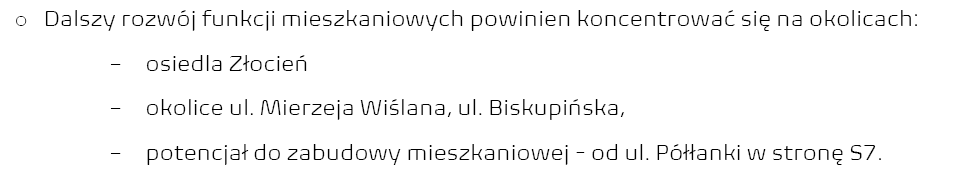 ○ Dalszy rozwój funkcji mieszkaniowych powinien koncentrować się na okolicach:
– osiedla Złocień
– okolice ul. Mierzeja Wiślana, ul. Biskupińska,
– potencjał do zabudowy mieszkaniowej - od ul. Półłanki w stronę S7.